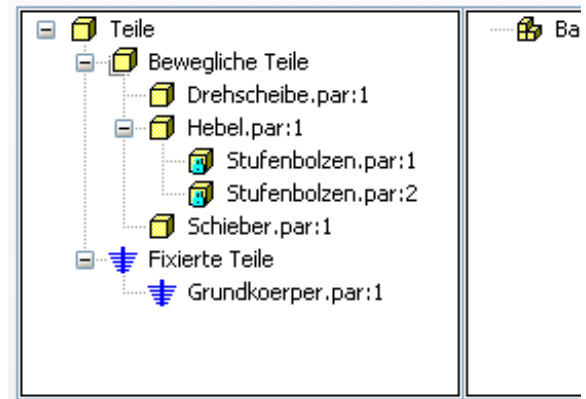 Teile
Bewegliche Teile
Drehscheibe.par:1
Hebel.par:1
Stufenbolzen.par:1
Stufenbolzen.par:2
Schieber.par:1
Fixierte Teile
Grundkoerper.par:1
Ba